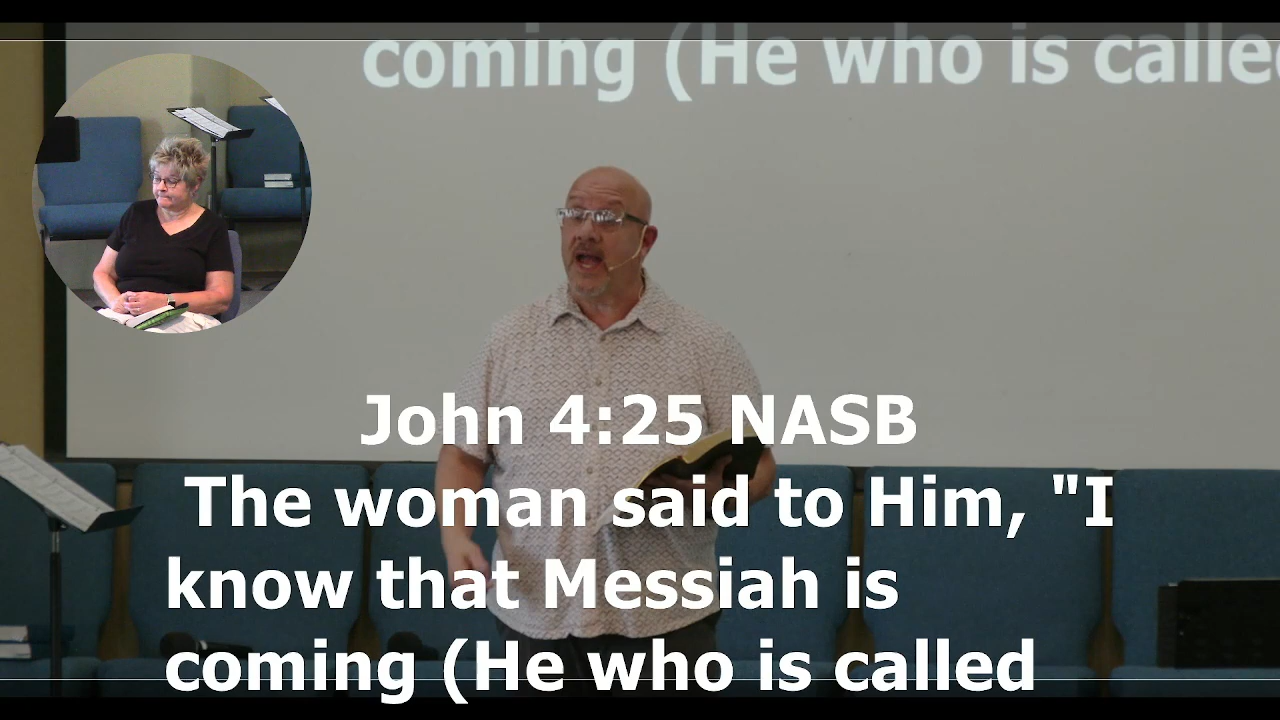 coming (He who is called
John 4:25 NASB
The woman said to Him, "I
know that Messiah is
coming (He who is called